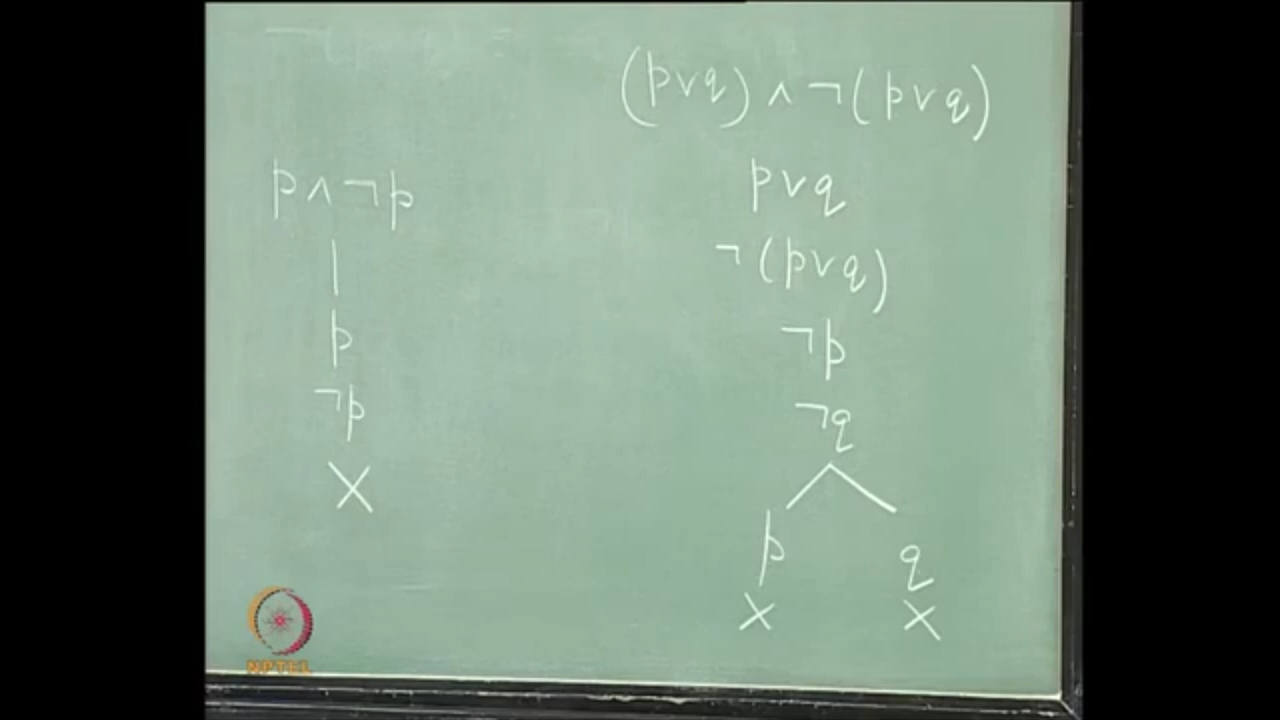 p∧¬p
p
¬p
X
(p∨q)∧¬(p∨q)
p∨q
¬(p∨q)
¬p
¬q
p q
X X
NPTEL